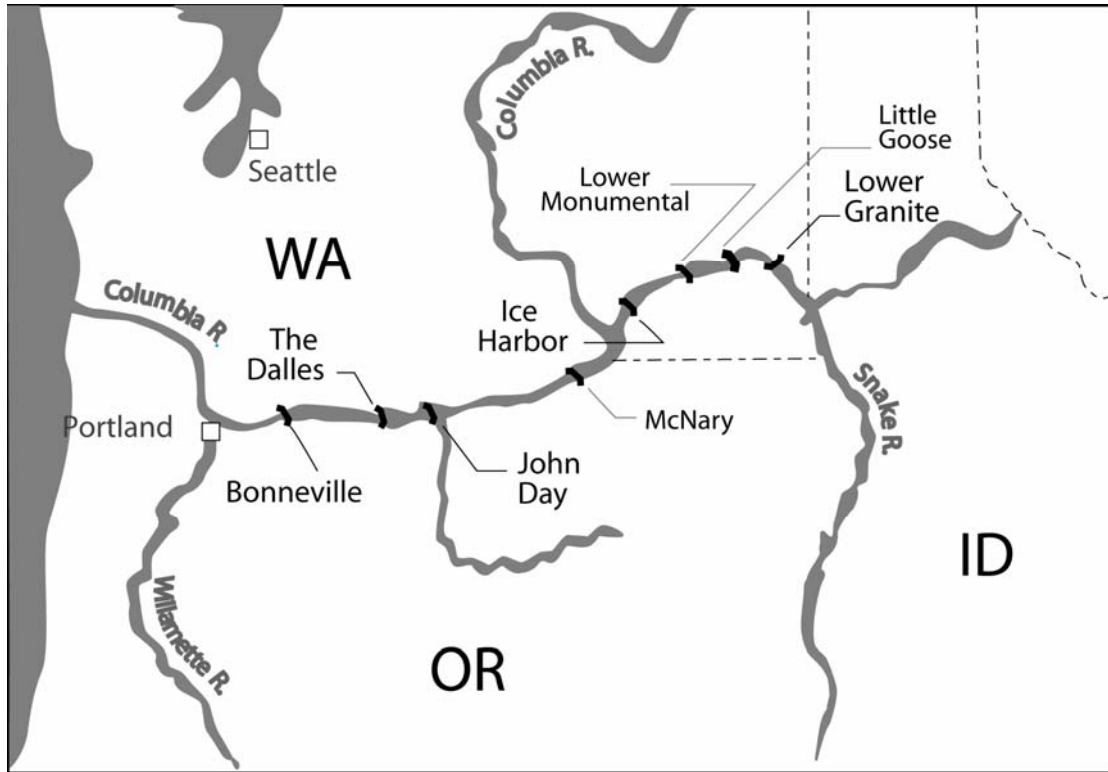 Columbia R.
Little
Goose
Seattle
Lower
Monumental
Lower
Granite
WA
Columbia R.
Ice
Harbor
The
Dalles
Snake R.
Portland
McNary
Bonneville
John
Day
ID
Willamette R.
OR